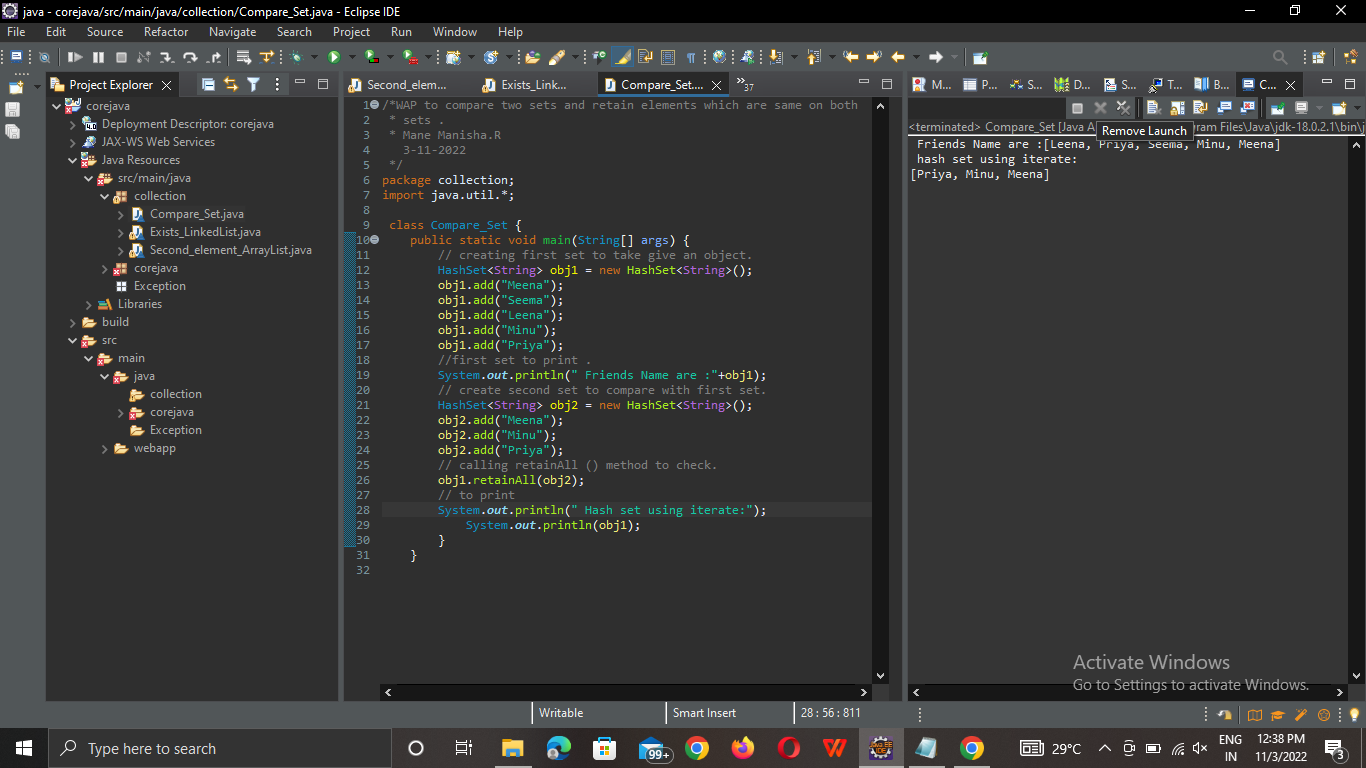 java - corejava/src/main/java/collection/Compare_Set.java - Eclipse IDE
File Edit Source Refactor Navigate Search Project Run Window Help
Project Explorer
corejava
Deployment Descriptor: corejava
JAX-WS Web Services
Java Resources
src/main/java
collection
Compare_Set.java
Exists_LinkedList.java
Second_element_ArrayList.java
corejava
Exception
Libraries
build
src
main
java
collection
corejava
Exception
webapp
Second_elem... Exists_Link... Compare_Set.... 37
1 /*WAP to compare two sets and retain elements which are same on both
2 * sets .
3 * Mane Manisha.R
4 3-11-2022
5 */
6 package collection;
7 import java.util.*;
8
9 class Compare_Set {
10 public static void main(String[] args) {
11 // creating first set to take give an object.
12 HashSet<String> obj1 = new HashSet<String>();
13 obj1.add("Meena");
14 obj1.add("Seema");
15 obj1.add("Leena");
16 obj1.add("Minu");
17 obj1.add("Priya");
18 //first set to print .
19 System.out.println(" Friends Name are :"+obj1);
20 // create second set to compare with first set.
21 HashSet<String> obj2 = new HashSet<String>();
22 obj2.add("Meena");
23 obj2.add("Minu");
24 obj2.add("Priya");
25 // calling retainAll () method to check.
26 obj1.retainAll(obj2);
27 // to print
28 System.out.println(" Hash set using iterate:");
29 System.out.println(obj1);
30 }
31 }
32
M... P... S... D... S... T... B... C...
<terminated> Compare_Set [Java A
ram Files\Java\jdk-18.0.2.1\bin\j
Remove Launch
Friends Name are :[Leena, Priya, Seema, Minu, Meena]
hash set using iterate:
[Priya, Minu, Meena]
Activate Windows
Go to Settings to activate Windows.
Writable Smart Insert 28 : 56 : 811
Type here to search
99+
29°C
ENG
IN
12:38 PM
11/3/2022
3